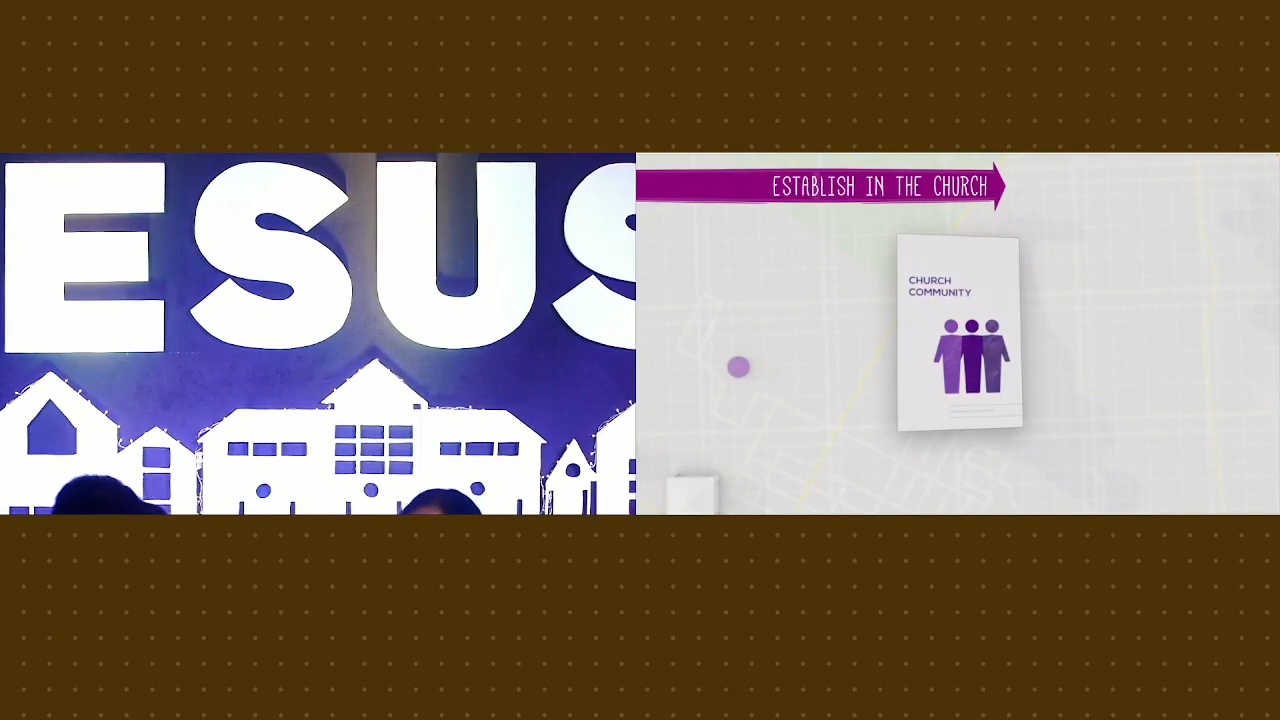 ESUS
ESTABLISH IN THE CHURCH
CHURCH
COMMUNITY